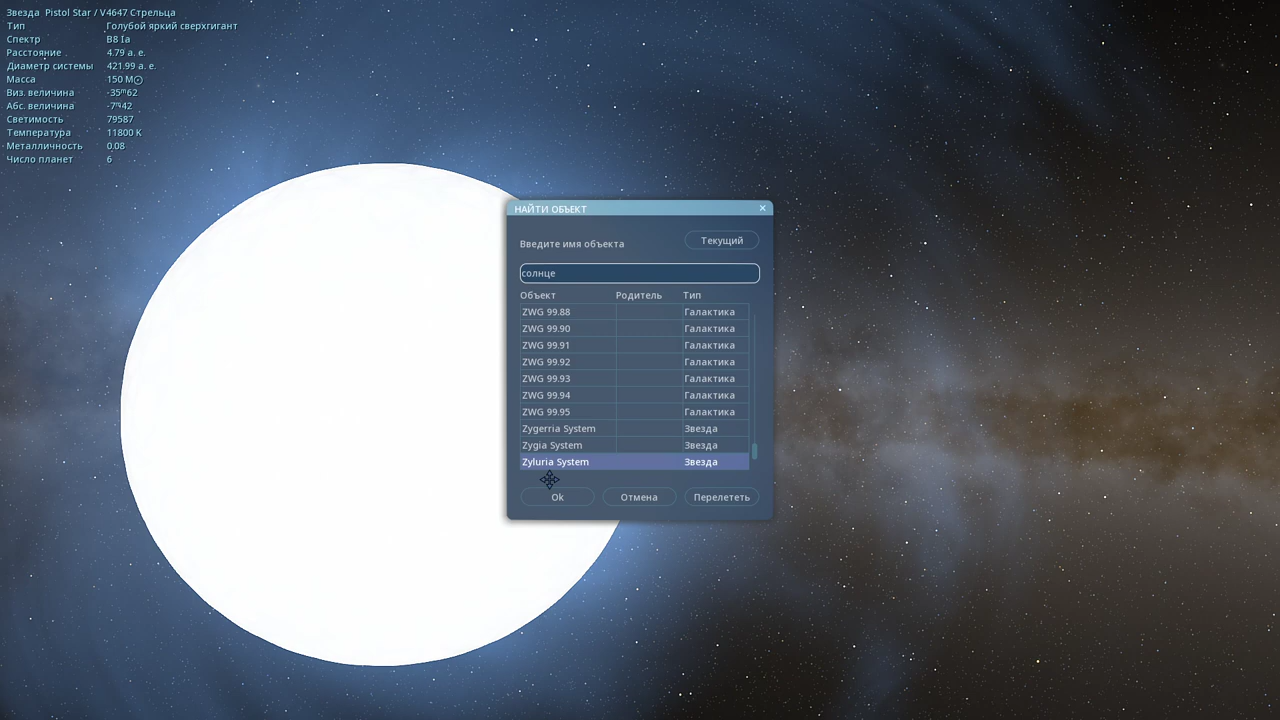 Звезда Pistol Star / V4647 Стрельца
Тип Голубой яркий сверхгигант
Спектр B8 Ia
Расстояние 4.79 а. е.
Диаметр системы 421.99 а. е.
Масса 150 M☉
Виз. величина -35ᵐ62
Абс. величина -7ᵐ42
Светимость 79587
Температура 11800 K
Металличность 0.08
Число планет 6
НАЙТИ ОБЪЕКТ
Введите имя объекта Текущий
солнце
Объект Родитель Тип
ZWG 99.88 Галактика
ZWG 99.90 Галактика
ZWG 99.91 Галактика
ZWG 99.92 Галактика
ZWG 99.93 Галактика
ZWG 99.94 Галактика
ZWG 99.95 Галактика
Zygerria System Звезда
Zygia System Звезда
Zyluria System Звезда
Ok Отмена Перелететь